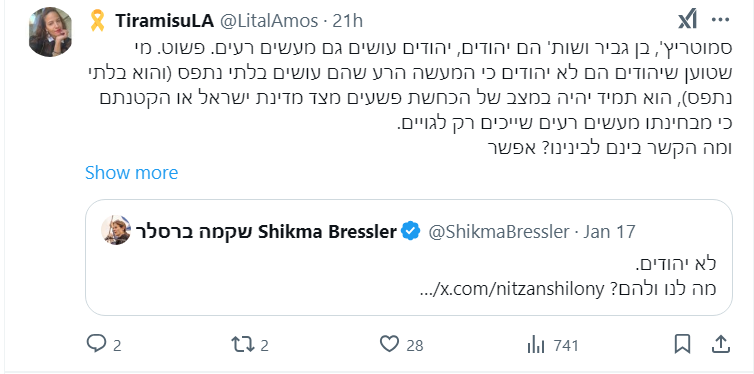 TiramisuLA @LitalAmos · 21h
סמוטריץ', בן גביר ושות' הם יהודים, יהודים עושים גם מעשים רעים. פשוט. מי
שטוען שיהודים הם לא יהודים כי המעשה הרע שהם עושים בלתי נתפס (והוא בלתי
נתפס), הוא תמיד יהיה במצב של הכחשת פשעים מצד מדינת ישראל או הקטנתם
כי מבחינתו מעשים רעים שייכים רק לגויים.
ומה הקשר בינם לבינינו? אפשר
Show more
שקמה ברסלר Shikma Bressler @ShikmaBressler · Jan 17
לא יהודים.
מה לנו ולהם? x.com/nitzanshilony/…
2 2 28 741